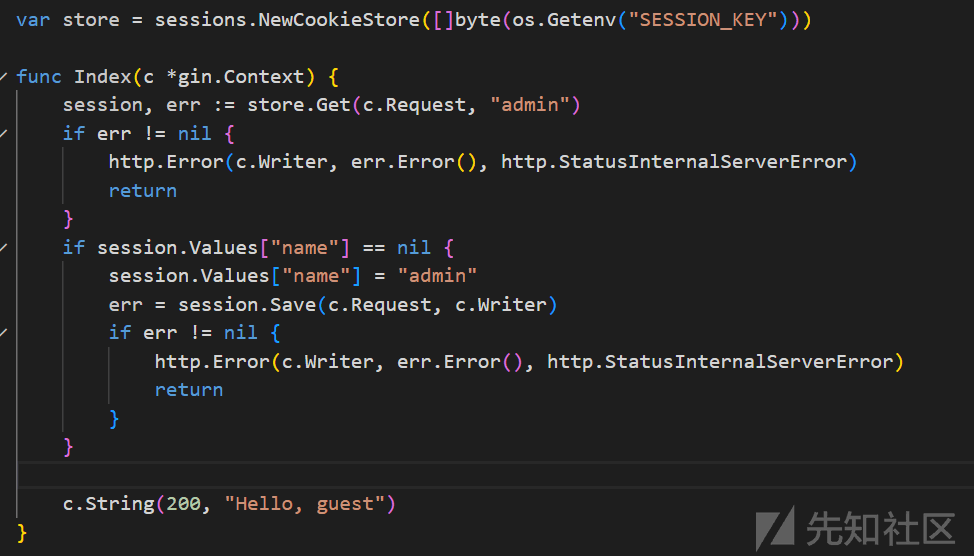 var store = sessions.NewCookieStore([]byte(os.Getenv("SESSION_KEY")))
func Index(c *gin.Context) {
    session, err := store.Get(c.Request, "admin")
    if err != nil {
        http.Error(c.Writer, err.Error(), http.StatusInternalServerError)
        return
    }
    if session.Values["name"] == nil {
        session.Values["name"] = "admin"
        err = session.Save(c.Request, c.Writer)
        if err != nil {
            http.Error(c.Writer, err.Error(), http.StatusInternalServerError)
            return
        }
    }
    c.String(200, "Hello, guest")
}
先知社区